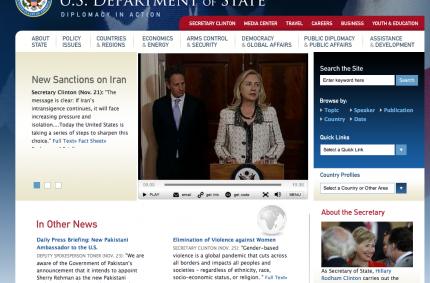 U.S. DEPARTMENT OF STATE
DIPLOMACY IN ACTION
SECRETARY CLINTON MEDIA CENTER TRAVEL CAREERS BUSINESS YOUTH & EDUCATION
ABOUT STATE
POLICY ISSUES
COUNTRIES & REGIONS
ECONOMICS & ENERGY
ARMS CONTROL & SECURITY
DEMOCRACY & GLOBAL AFFAIRS
PUBLIC DIPLOMACY & PUBLIC AFFAIRS
ASSISTANCE & DEVELOPMENT
New Sanctions on Iran
Secretary Clinton (Nov. 21): "The
message is clear: If Iran's
intransigence continues, it will face
increasing pressure and
isolation....Today the United States is
taking a series of steps to sharpen this
choice." Full Text» Fact Sheet»
00:00 10:30
PLAY email get link get code MENU
Search the Site
Enter keyword here Search
Browse by:
Topic Speaker Publication
Country Date
Quick Links
Select a Quick Link
Country Profiles
Select a Country or Other Area
In Other News
Daily Press Briefing: New Pakistani
Ambassador to the U.S.
DEPUTY SPOKESPERSON TONER (NOV. 23): "We are
aware of the Government of Pakistan's
announcement that it intends to appoint
Sherry Rehman as the new Pakistani
Elimination of Violence against Women
SECRETARY CLINTON (NOV. 25): "Gender-based
violence is a global pandemic that cuts across
all borders and impacts all peoples and
societies – regardless of ethnicity, race,
socio-economic status, or religion. " Full Text»
About the Secretary
As Secretary of State, Hillary
Rodham Clinton carries out the